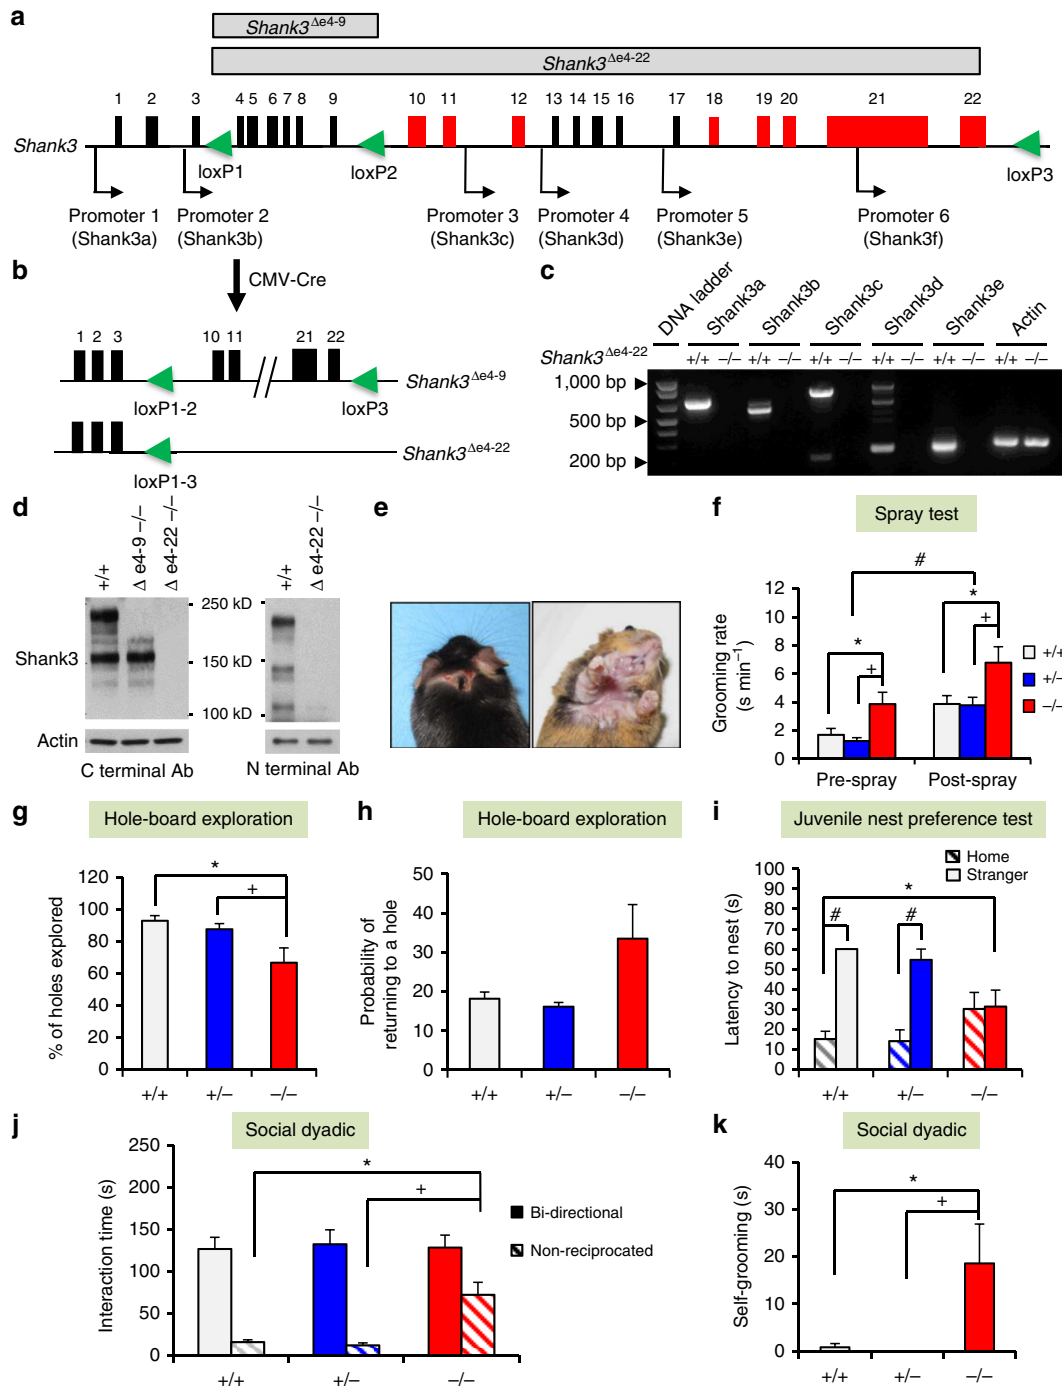 a
Shank3Δe4-9
Shank3Δe4-22
1 2 3 4 5 6 7 8 9 10 11 12 13 14 15 16 17 18 19 20 21 22
Shank3
loxP1 loxP2 loxP3
Promoter 1 Promoter 2 Promoter 3 Promoter 4 Promoter 5 Promoter 6
(Shank3a) (Shank3b) (Shank3c) (Shank3d) (Shank3e) (Shank3f)
b
CMV-Cre
1 2 3 10 11 21 22
Shank3Δe4-9
loxP1-2 loxP3
Shank3Δe4-22
loxP1-3
c
DNA ladder Shank3a Shank3b Shank3c Shank3d Shank3e Actin
Shank3Δe4-22 +/+ –/– +/+ –/– +/+ –/– +/+ –/– +/+ –/– +/+ –/–
1,000 bp
500 bp
200 bp
d
+/+ Δ e4-9 –/– Δ e4-22 –/– +/+ Δ e4-22 –/–
250 kD
Shank3
150 kD
100 kD
Actin
C terminal Ab N terminal Ab
e
f
Spray test
Grooming rate
(s min–1)
12
10
8
6
4
2
0
#
* +
* +
+/+
+/–
–/–
Pre-spray Post-spray
g
Hole-board exploration
% of holes explored
120
100
80
60
40
20
0
*
+
+/+ +/– –/–
h
Hole-board exploration
Probability of
returning to a hole
50
40
30
20
10
0
+/+ +/– –/–
i
Juvenile nest preference test
Home
Stranger
Latency to nest (s)
100
90
80
70
60
50
40
30
20
10
0
*
# #
+/+ +/– –/–
j
Social dyadic
Interaction time (s)
250
200
150
100
50
0
*
+
Bi-directional
Non-reciprocated
+/+ +/– –/–
k
Social dyadic
Self-grooming (s)
40
30
20
10
0
*
+
+/+ +/– –/–